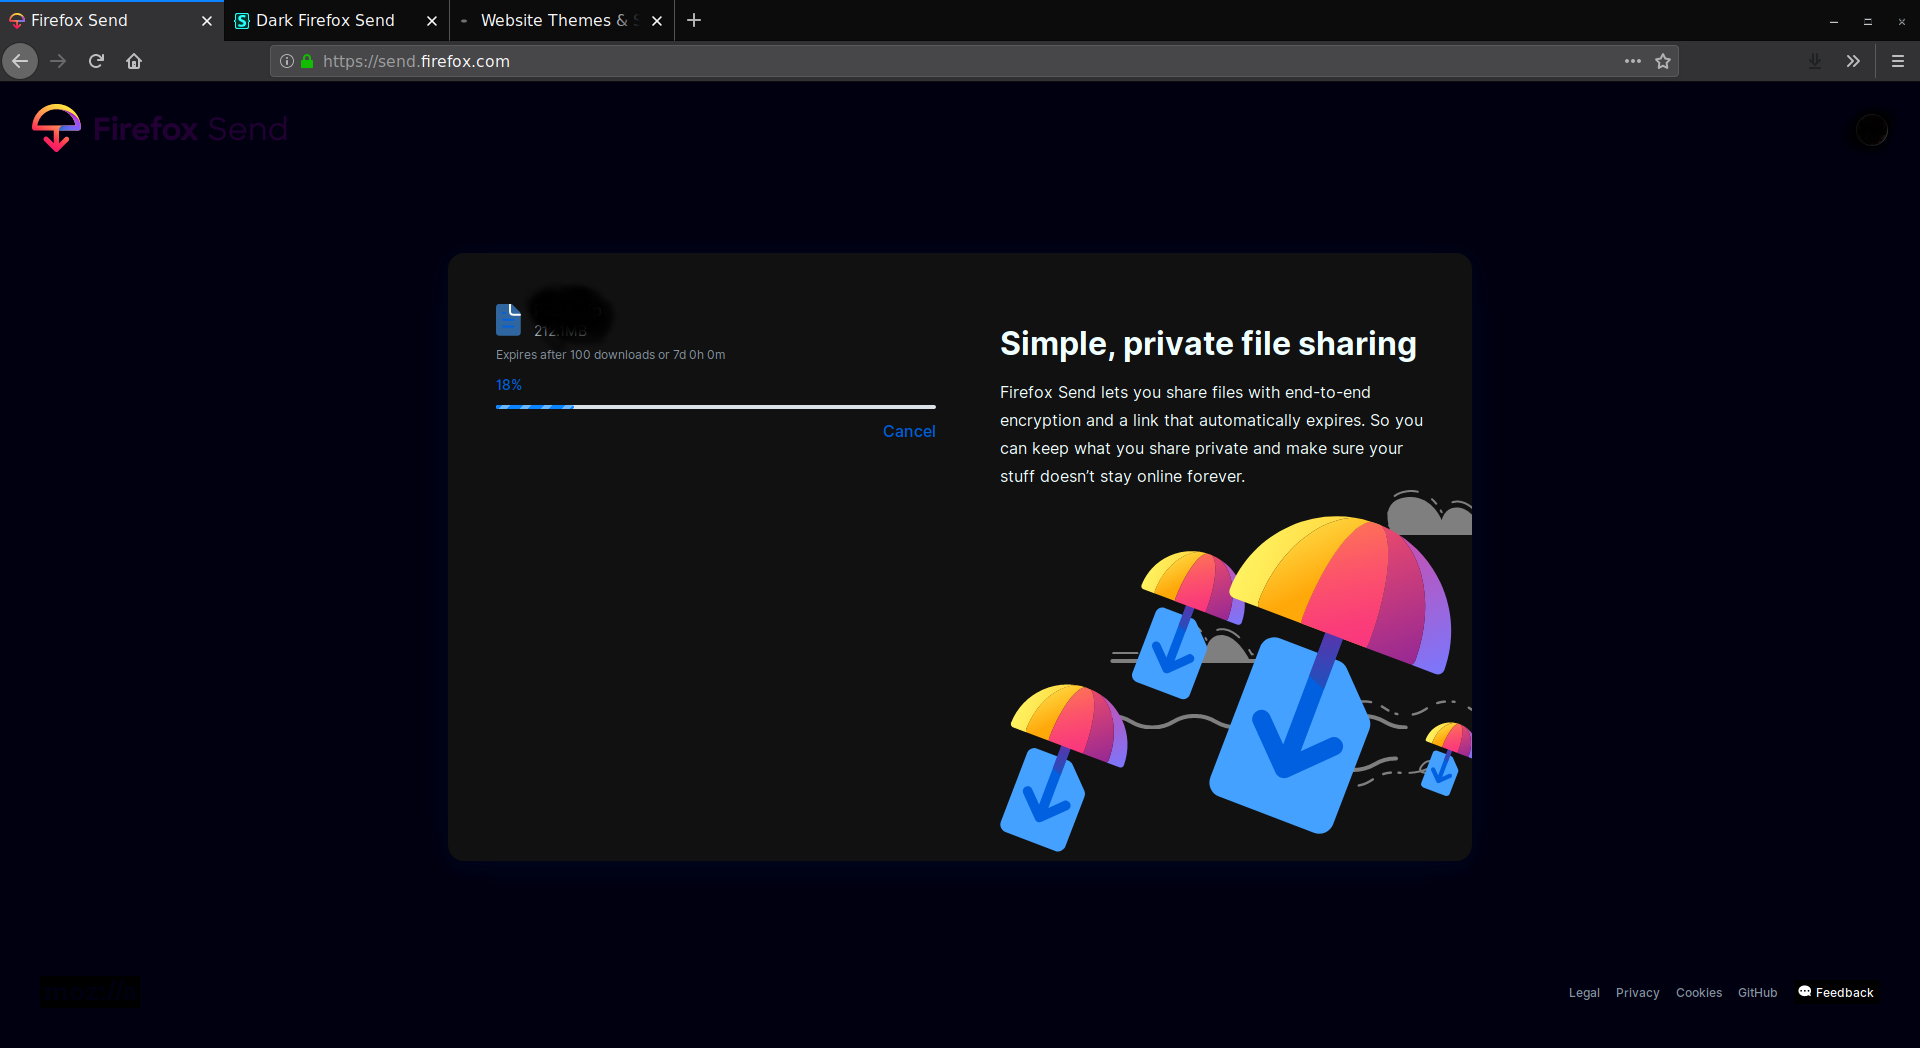 Firefox Send
Dark Firefox Send
Website Themes &
https://send.firefox.com
Firefox Send
212.1MB
Expires after 100 downloads or 7d 0h 0m
18%
Cancel
Simple, private file sharing
Firefox Send lets you share files with end-to-end
encryption and a link that automatically expires. So you
can keep what you share private and make sure your
stuff doesn’t stay online forever.
Legal Privacy Cookies GitHub Feedback